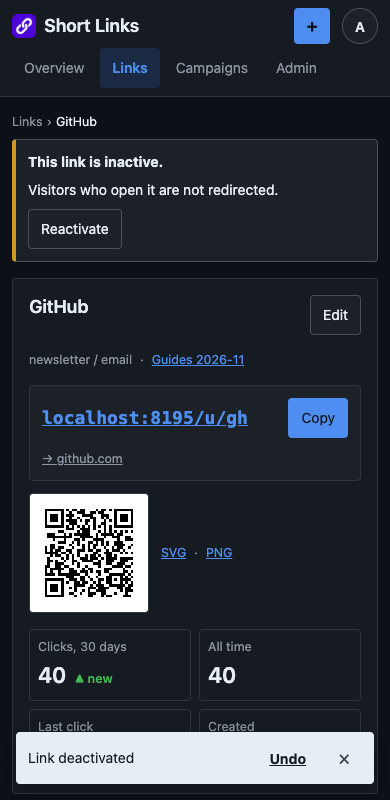 Short Links
+
A
Overview
Links
Campaigns
Admin
Links › GitHub
This link is inactive.
Visitors who open it are not redirected.
Reactivate
GitHub
Edit
newsletter / email · Guides 2026-11
localhost:8195/u/gh
Copy
→ github.com
SVG · PNG
Clicks, 30 days
40 ▲ new
All time
40
Last click
Created
Link deactivated
Undo
×